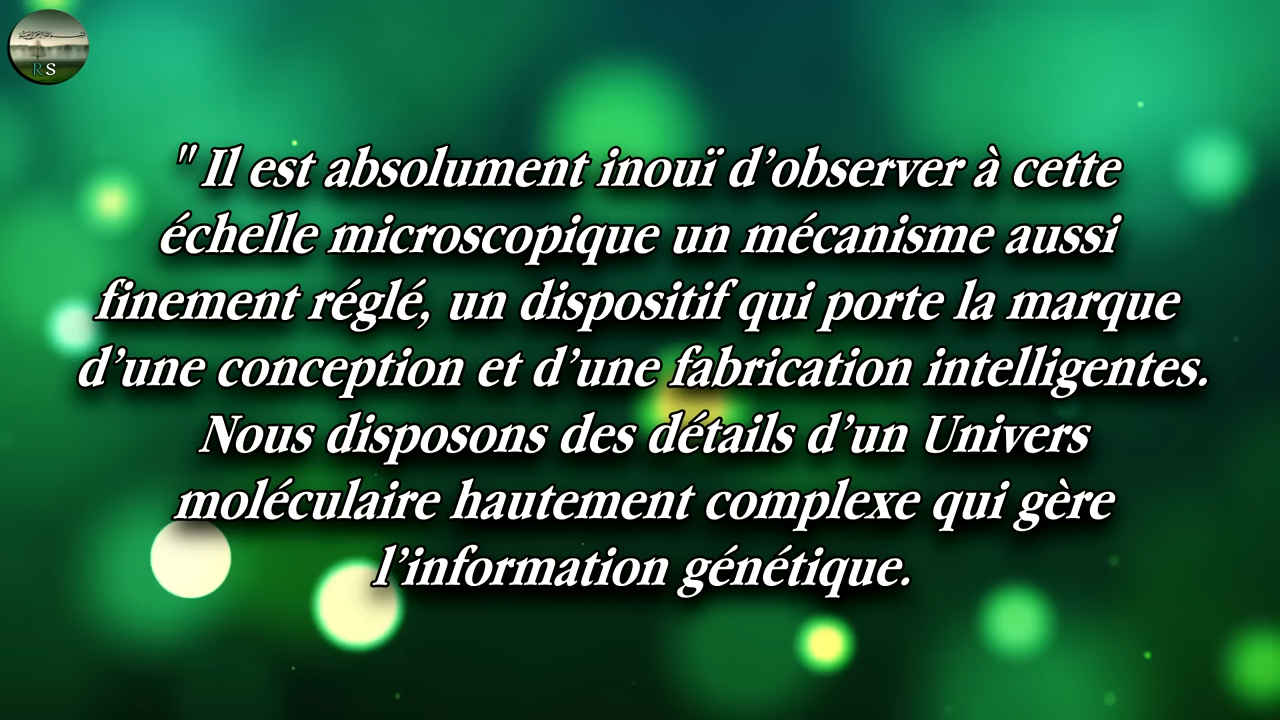 RS
" Il est absolument inouï d’observer à cette
échelle microscopique un mécanisme aussi
finement réglé, un dispositif qui porte la marque
d’une conception et d’une fabrication intelligentes.
Nous disposons des détails d’un Univers
moléculaire hautement complexe qui gère
l’information génétique.